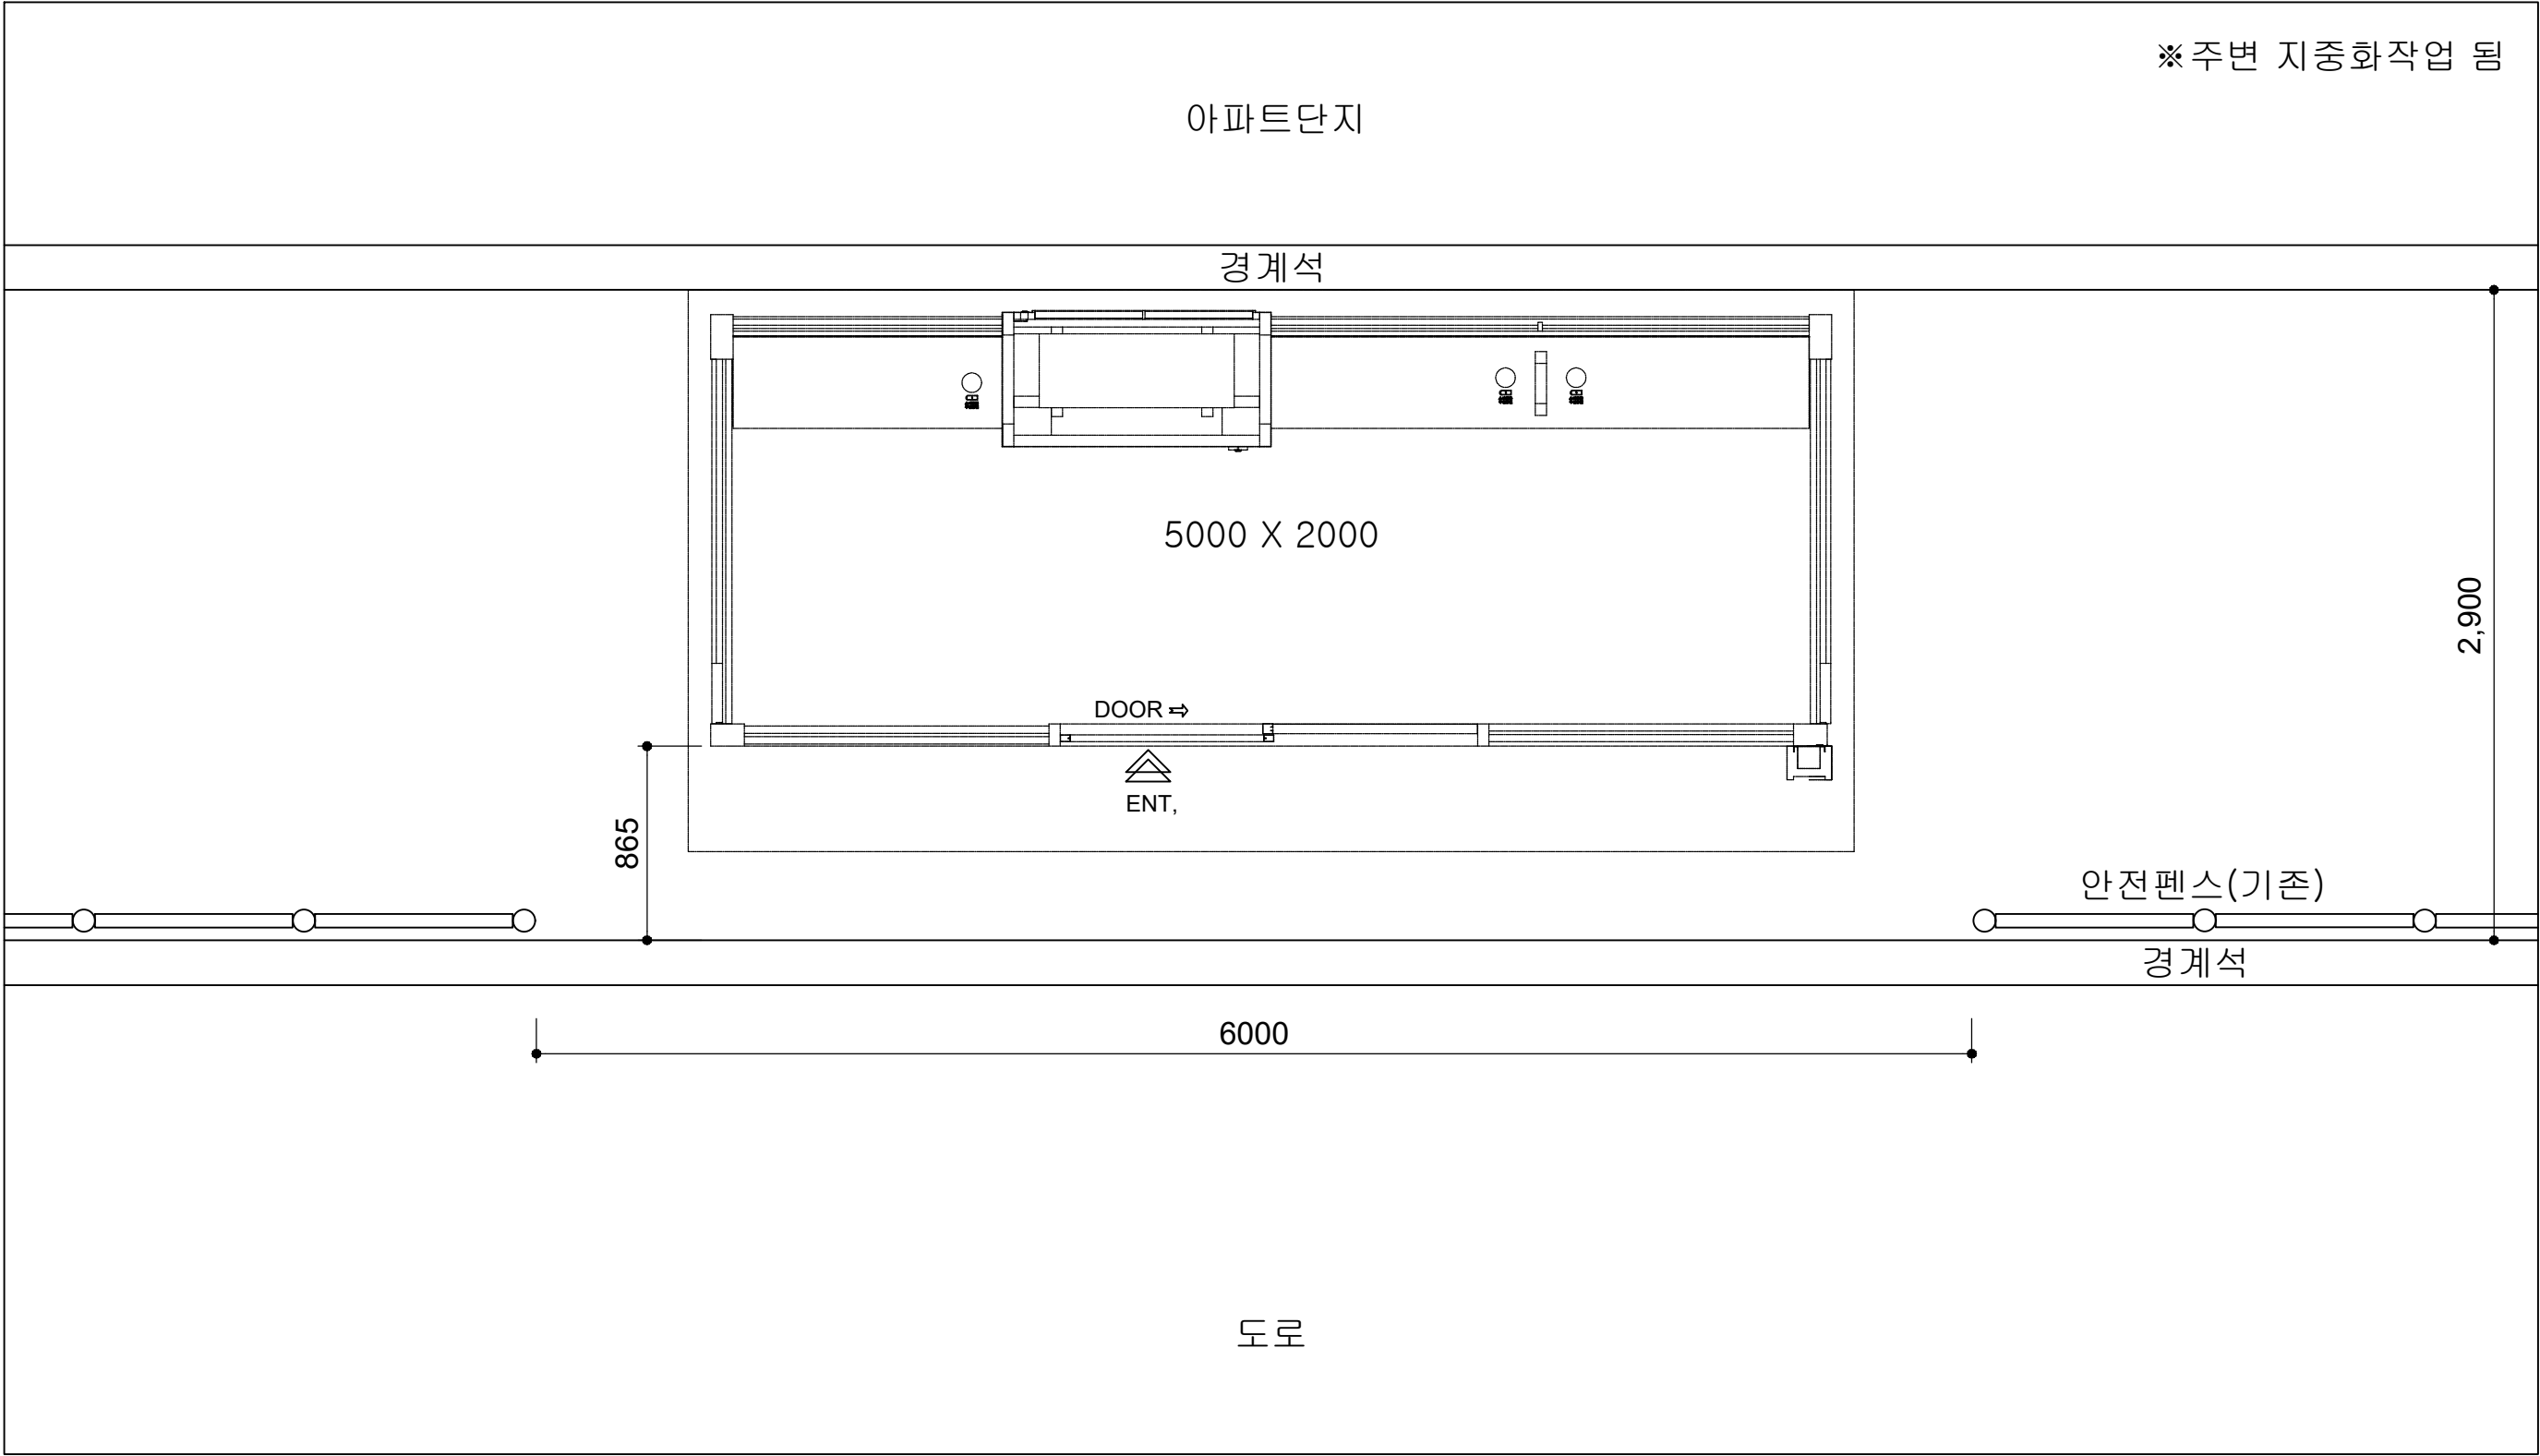 ※주변 지중화작업 됨
아파트단지
경계석
5000 X 2000
2,900
DOOR ⇨
ENT,
865
안전펜스(기존)
경계석
6000
도로